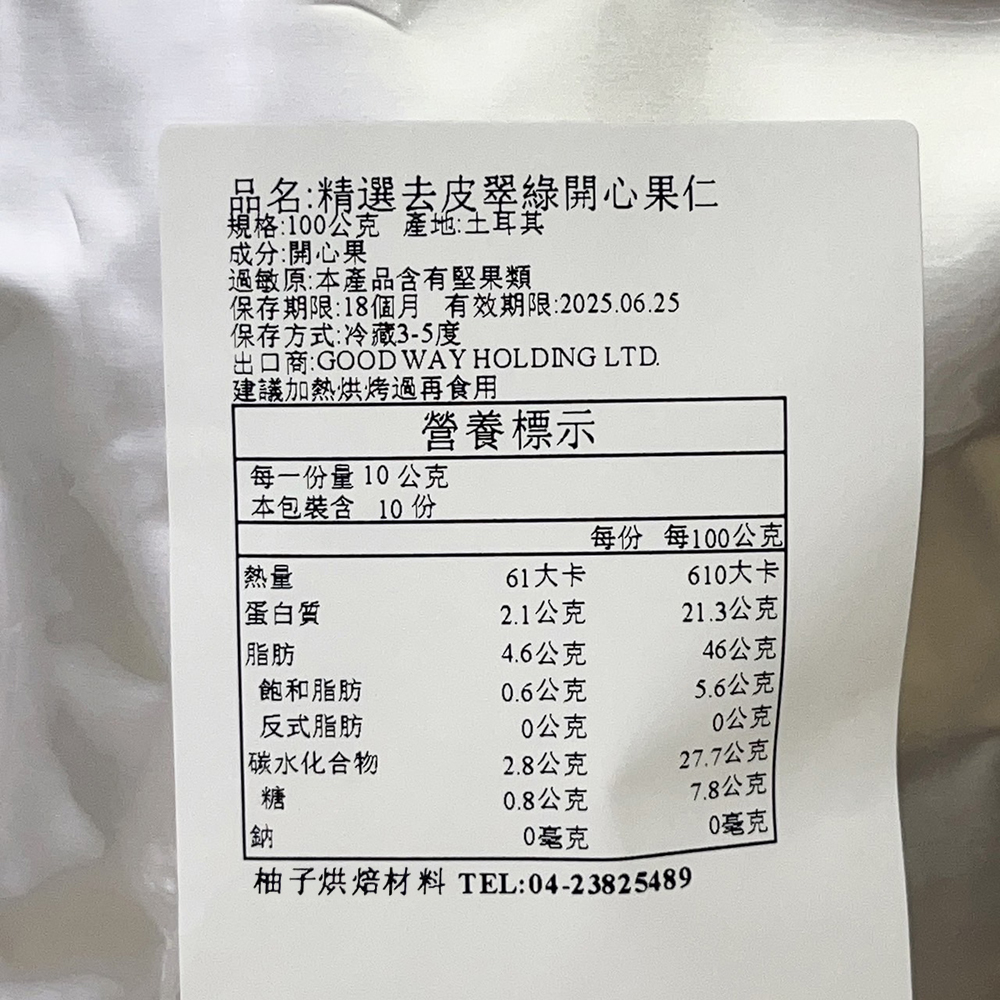 品名:精選去皮翠綠開心果仁
規格:100公克 產地:土耳其
成分:開心果
過敏原:本產品含有堅果類
保存期限:18個月 有效期限:2025.06.25
保存方式:冷藏3-5度
出口商:GOOD WAY HOLDING LTD.
建議加熱烘烤過再食用
營養標示
每一份量 10 公克
本包裝含 10 份
每份 每100公克
熱量 61大卡 610大卡
蛋白質 2.1公克 21.3公克
脂肪 4.6公克 46公克
飽和脂肪 0.6公克 5.6公克
反式脂肪 0公克 0公克
碳水化合物 2.8公克 27.7公克
糖 0.8公克 7.8公克
鈉 0毫克 0毫克
柚子烘焙材料 TEL:04-23825489